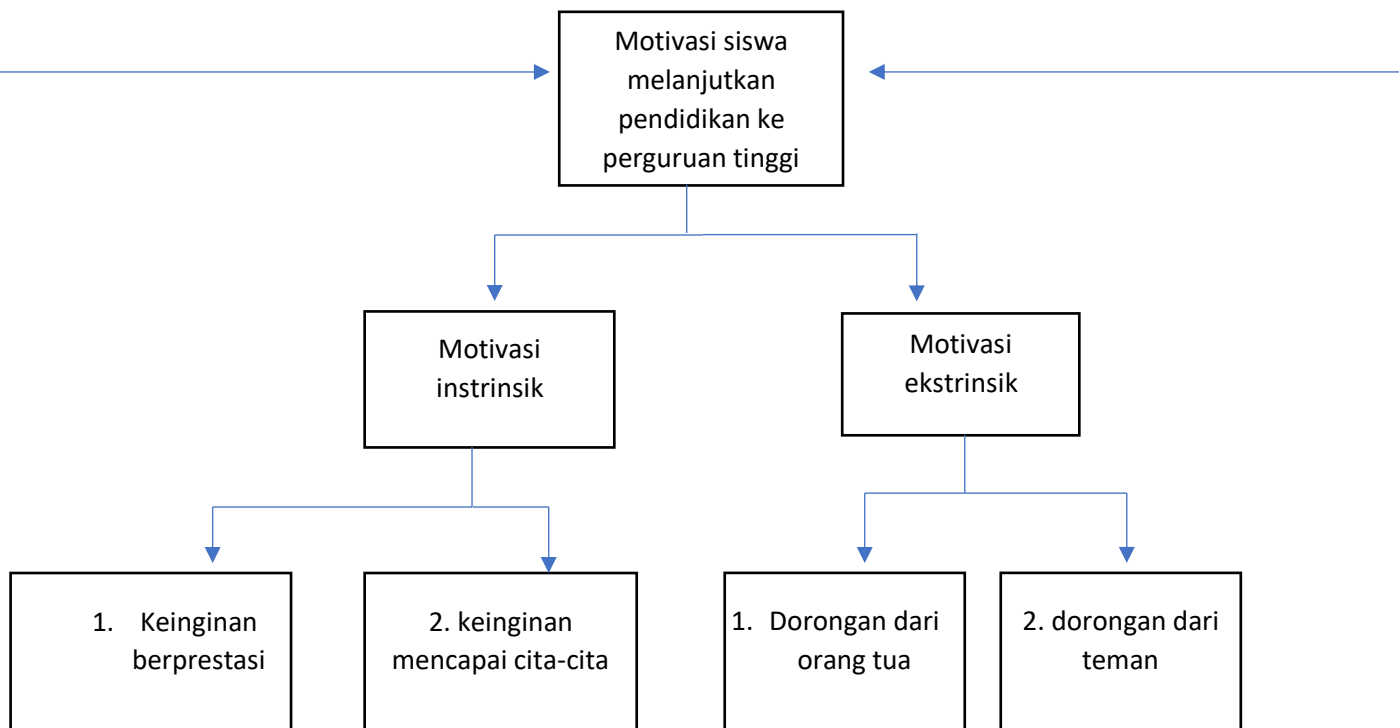 Motivasi siswa
melanjutkan
pendidikan ke
perguruan tinggi
Motivasi
instrinsik
Motivasi
ekstrinsik
1. Keinginan
berprestasi
2. keinginan
mencapai cita-cita
1. Dorongan dari
orang tua
2. dorongan dari
teman